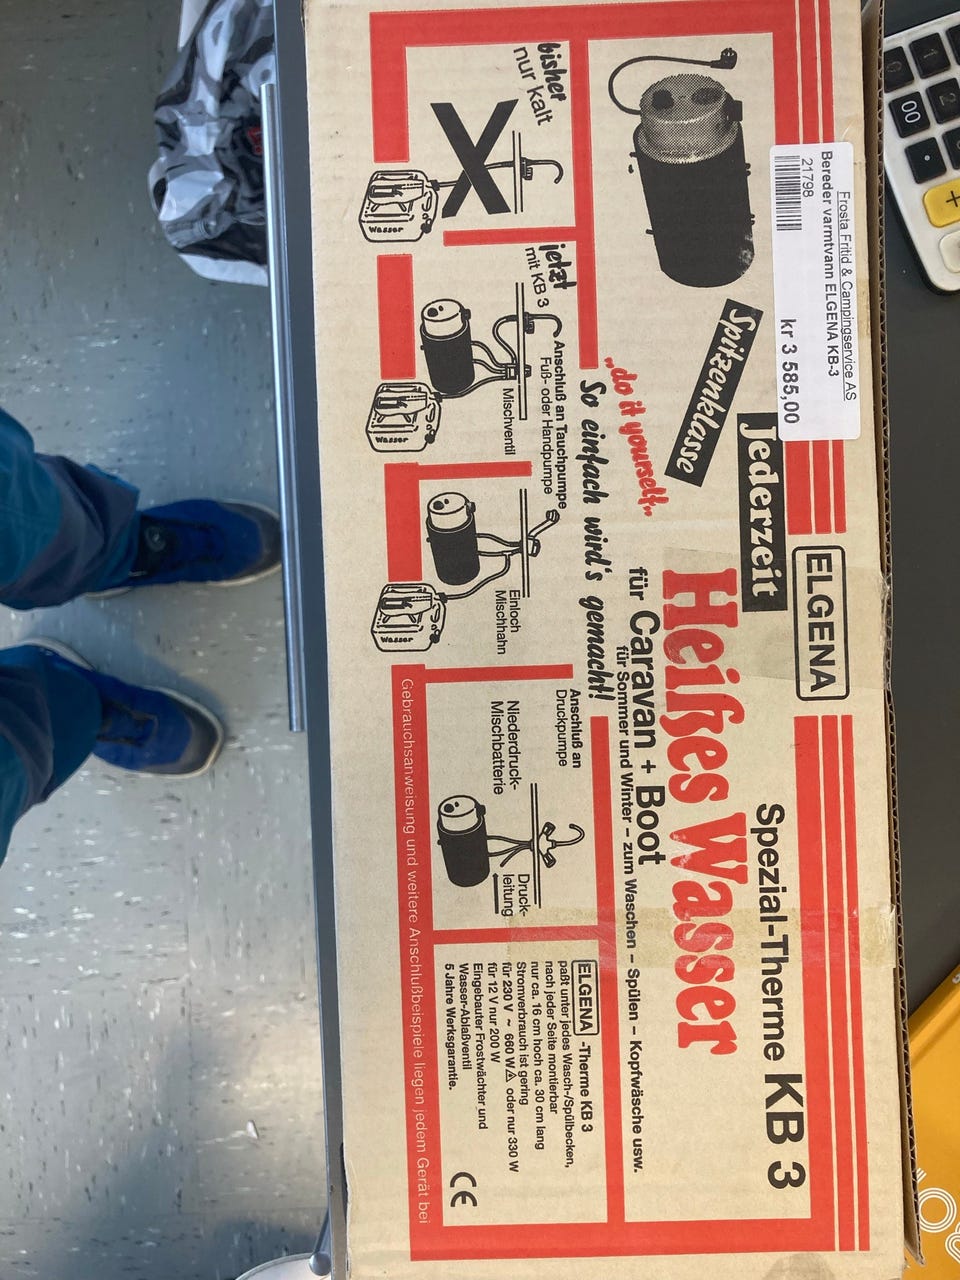 ELGENA
Jederzeit
Spezial-Therme KB 3
Heißes Wasser
für Caravan + Boot
für Sommer und Winter – zum Waschen – Spülen – Kopfwäsche usw.
Spitzenklasse
„do it yourself"
So einfach wird's gemacht!
Frosta Fritid & Campingservice AS
Bereder varmtvann ELGENA KB-3
21798
kr 3 585,00
bisher
nur kalt
Wasser
jetzt
mit KB 3
Anschluß an Tauchpumpe
Fuß- oder Handpumpe
Mischventil
Wasser
Einloch
Mischhahn
Wasser
Anschluß an
Druckpumpe
Niederdruck-
Mischbatterie
Druck-
leitung
ELGENA -Therme KB 3
paßt unter jedes Wasch-/Spülbecken,
nach jeder Seite montierbar
nur ca. 16 cm hoch ca. 30 cm lang
Stromverbrauch ist gering
für 230 V ~ 660 W oder nur 330 W
für 12 V nur 200 W
Eingebauter Frostwächter und
Wasser-Ablaßventil
5 Jahre Werksgarantie.
CE
Gebrauchsanweisung und weitere Anschlußbeispiele liegen jedem Gerät bei
0
1
00
2
.
+